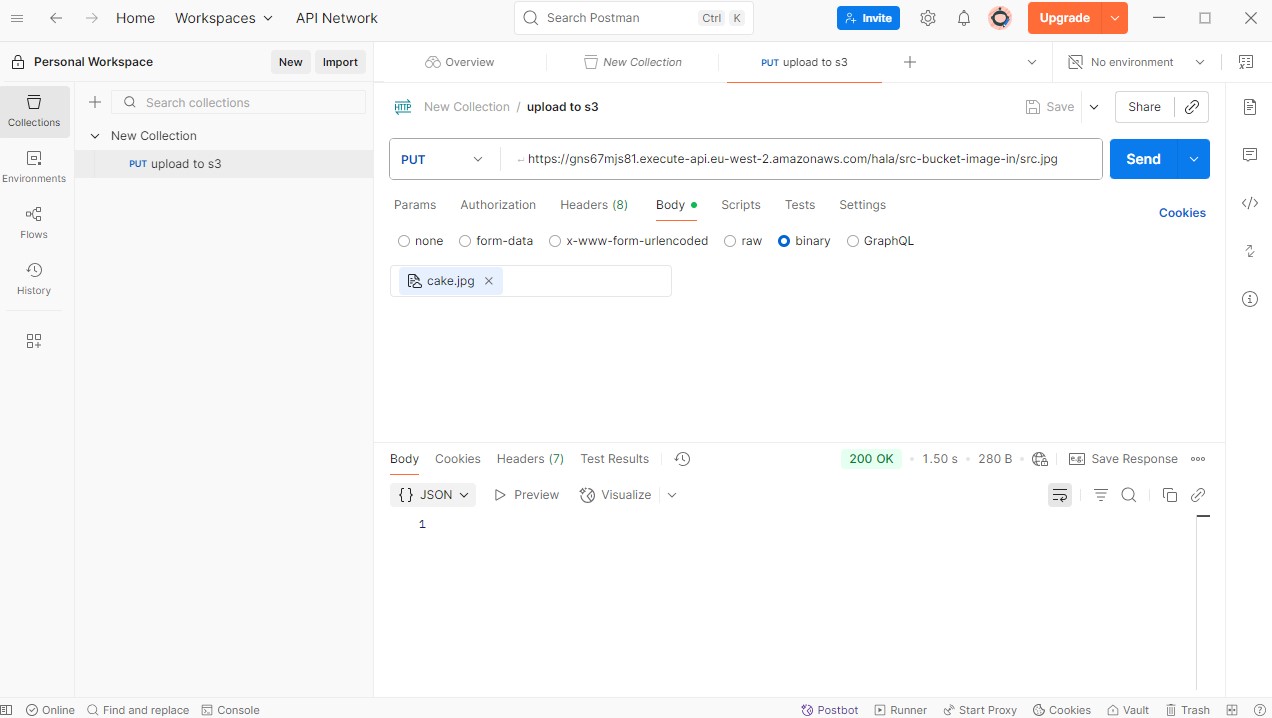 Home Workspaces API Network Search Postman Ctrl K Invite Upgrade
Personal Workspace New Import Overview New Collection PUT upload to s3 No environment
Search collections New Collection / upload to s3 Save Share
Collections New Collection
PUT upload to s3 PUT https://gns67mjs81.execute-api.eu-west-2.amazonaws.com/hala/src-bucket-image-in/src.jpg Send
Environments
Params Authorization Headers (8) Body Scripts Tests Settings Cookies
Flows
none form-data x-www-form-urlencoded raw binary GraphQL
History cake.jpg
Body Cookies Headers (7) Test Results 200 OK • 1.50 s • 280 B e.g. Save Response
{} JSON Preview Visualize
1
Online Find and replace Console Postbot Runner Start Proxy Cookies Vault Trash